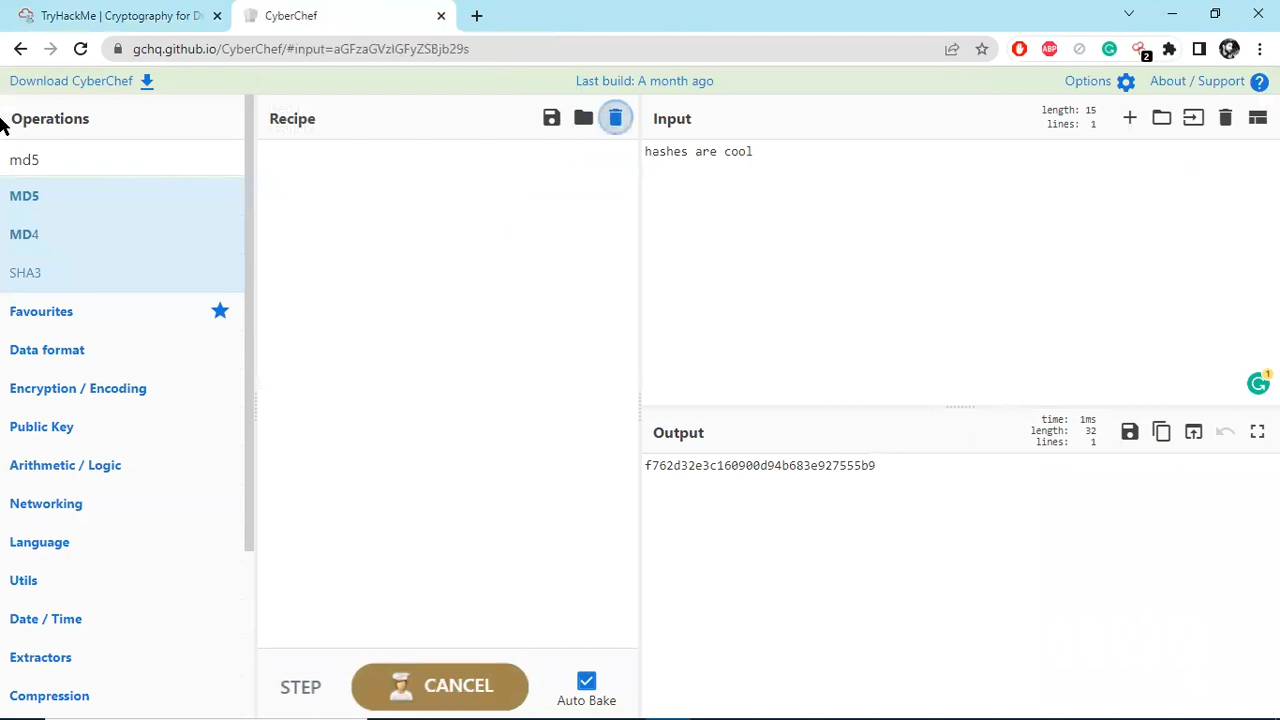 TryHackMe | Cryptography for D
CyberChef
gchq.github.io/CyberChef/#input=aGFzaGVzIGFyZSBjb29s
ABP
2
Download CyberChef
Last build: A month ago
Options
About / Support
Operations
md5
MD5
MD4
SHA3
Favourites
Data format
Encryption / Encoding
Public Key
Arithmetic / Logic
Networking
Language
Utils
Date / Time
Extractors
Compression
Recipe
STEP
CANCEL
Auto Bake
Input
length: 15
lines: 1
hashes are cool
1
Output
time: 1ms
length: 32
lines: 1
f762d32e3c160900d94b683e927555b9